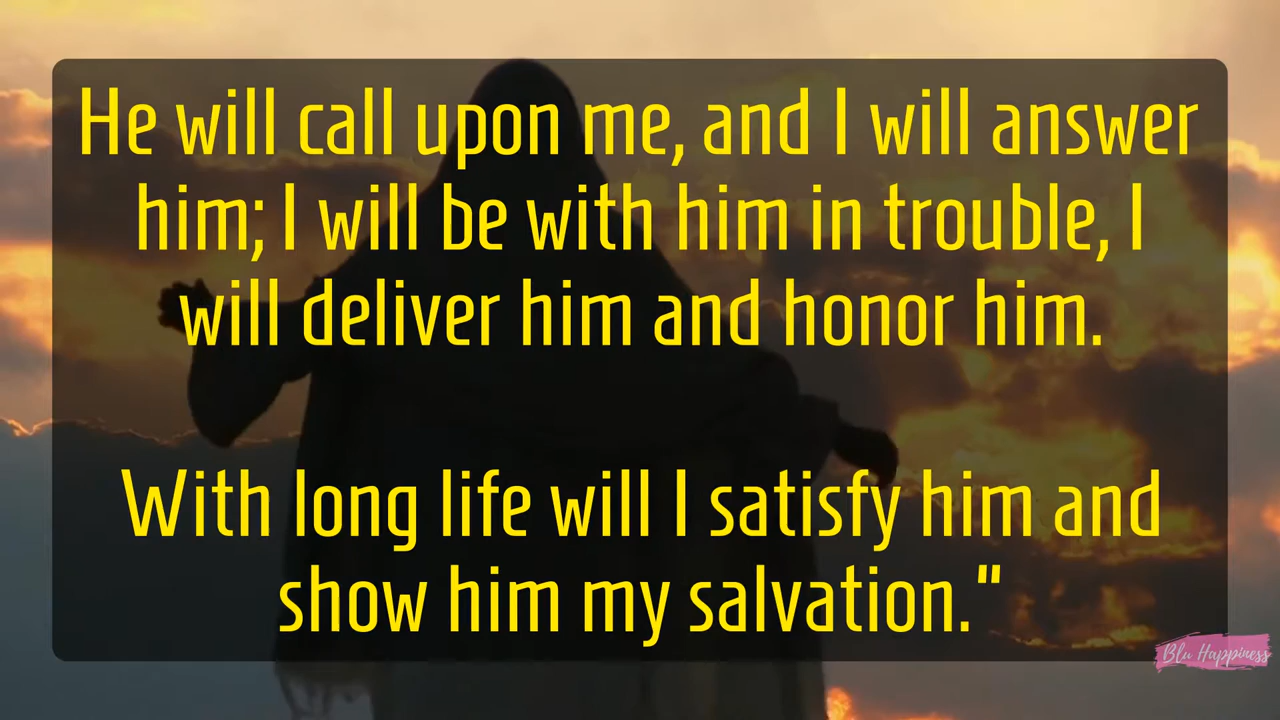 He will call upon me, and I will answer
him; I will be with him in trouble, I
will deliver him and honor him.
With long life will I satisfy him and
show him my salvation."
Blu Happiness